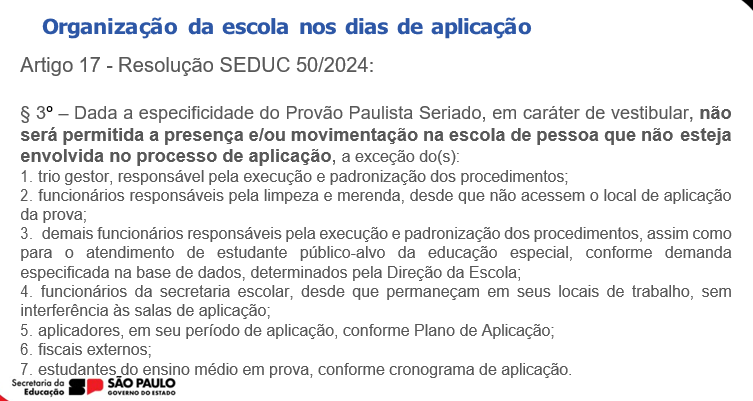 Organização da escola nos dias de aplicação
Artigo 17 - Resolução SEDUC 50/2024:
§ 3º – Dada a especificidade do Provão Paulista Seriado, em caráter de vestibular, não
será permitida a presença e/ou movimentação na escola de pessoa que não esteja
envolvida no processo de aplicação, a exceção do(s):
1. trio gestor, responsável pela execução e padronização dos procedimentos;
2. funcionários responsáveis pela limpeza e merenda, desde que não acessem o local de aplicação
da prova;
3. demais funcionários responsáveis pela execução e padronização dos procedimentos, assim como
para o atendimento de estudante público-alvo da educação especial, conforme demanda
especificada na base de dados, determinados pela Direção da Escola;
4. funcionários da secretaria escolar, desde que permaneçam em seus locais de trabalho, sem
interferência às salas de aplicação;
5. aplicadores, em seu período de aplicação, conforme Plano de Aplicação;
6. fiscais externos;
7. estudantes do ensino médio em prova, conforme cronograma de aplicação.
Secretaria da
Educação
SÃO PAULO
GOVERNO DO ESTADO